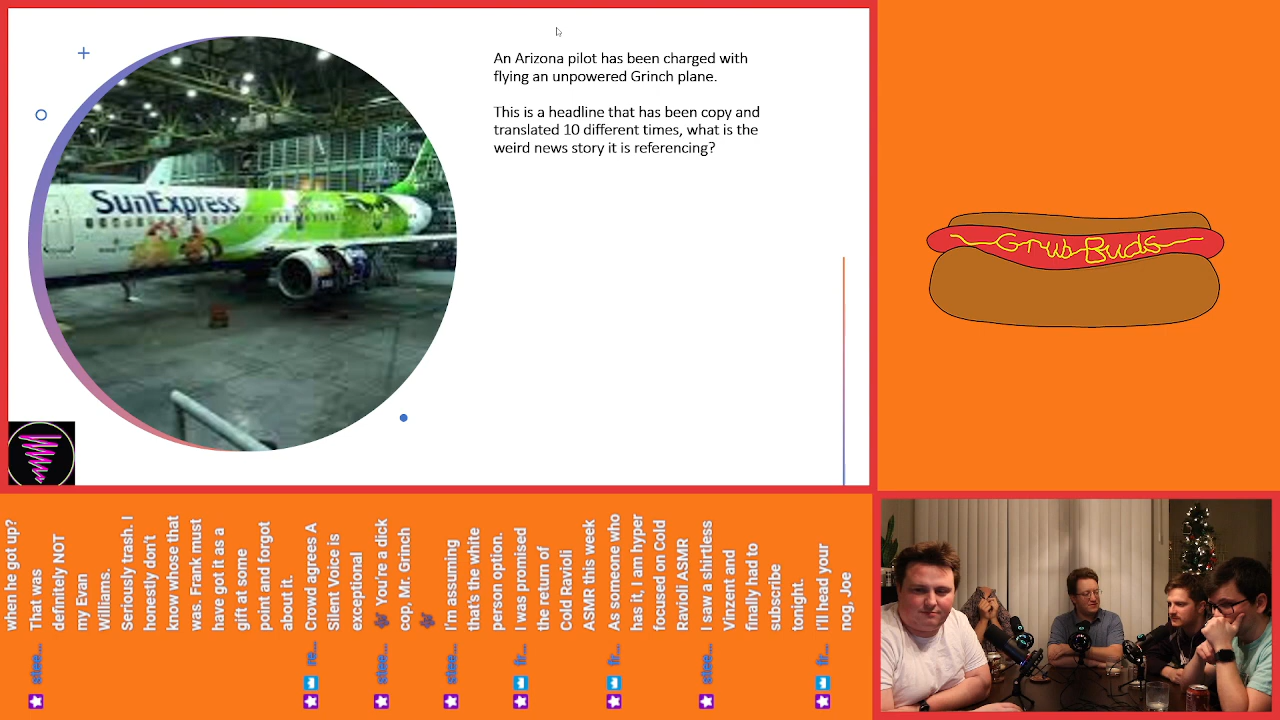 An Arizona pilot has been charged with
flying an unpowered Grinch plane.
This is a headline that has been copy and
translated 10 different times, what is the
weird news story it is referencing?
SunExpress
Grub Buds
when he got up?
That was
definitely NOT
my Evan
Williams.
Seriously trash. I
honestly don't
know whose that
was. Frank must
have got it as a
gift at some
point and forgot
about it.
re... Crowd agrees A
Silent Voice is
exceptional
You're a dick
cop, Mr. Grinch
I'm assuming
that's the white
person option.
fr... I was promised
the return of
Cold Ravioli
ASMR this week
fr... As someone who
has it, I am hyper
focused on Cold
Ravioli ASMR
I saw a shirtless
Vinzent and
finally had to
subscribe
tonight.
fr... I'll head your
nog, Joe